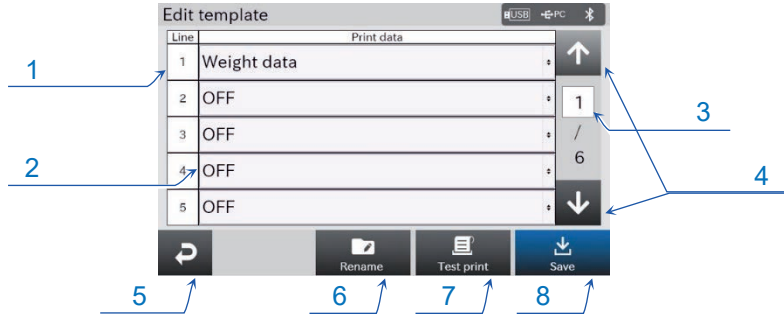 Edit template
USB PC
Line Print data
1 Weight data
2 OFF
3 OFF
4 OFF
5 OFF
1
/
6
Rename
Test print
Save
1
2
3
4
5
6
7
8